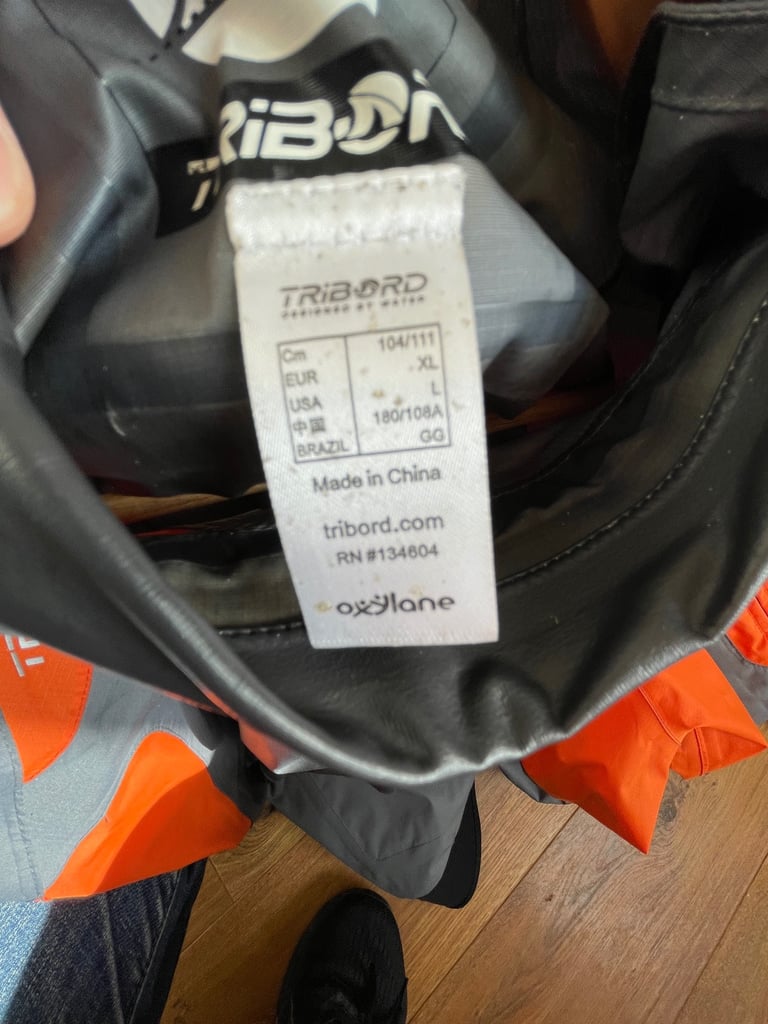 TRIBOR
TRIBORD
DESIGNED BY WATER
Cm 104/111
EUR XL
USA L
中国 180/108A
BRAZIL GG
Made in China
tribord.com
RN #134604
oxylane